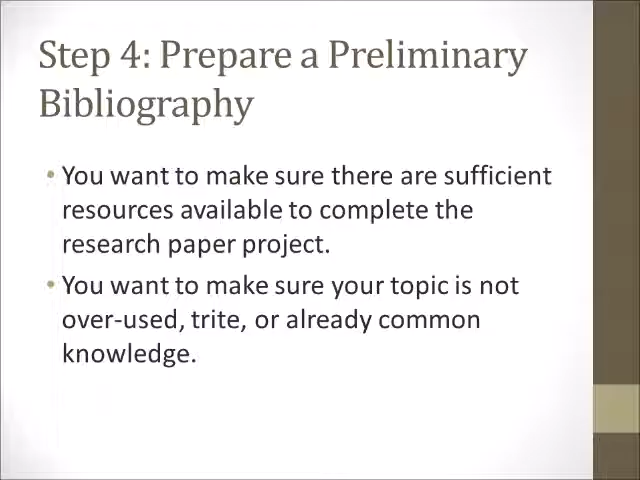 Step 4: Prepare a Preliminary
Bibliography
• You want to make sure there are sufficient
resources available to complete the
research paper project.
• You want to make sure your topic is not
over-used, trite, or already common
knowledge.